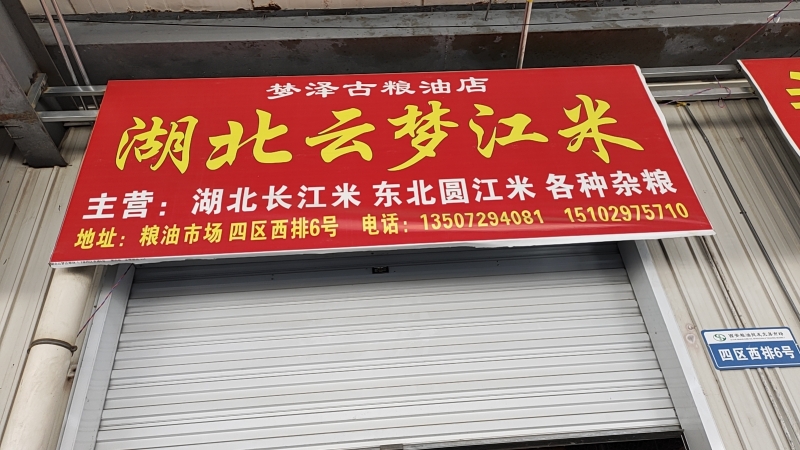 梦泽古粮油店
湖北云梦江米
主营：湖北长江米 东北圆江米 各种杂粮
地址：粮油市场 四区西排6号 电话：13507294081 15102975710
四区西排6号